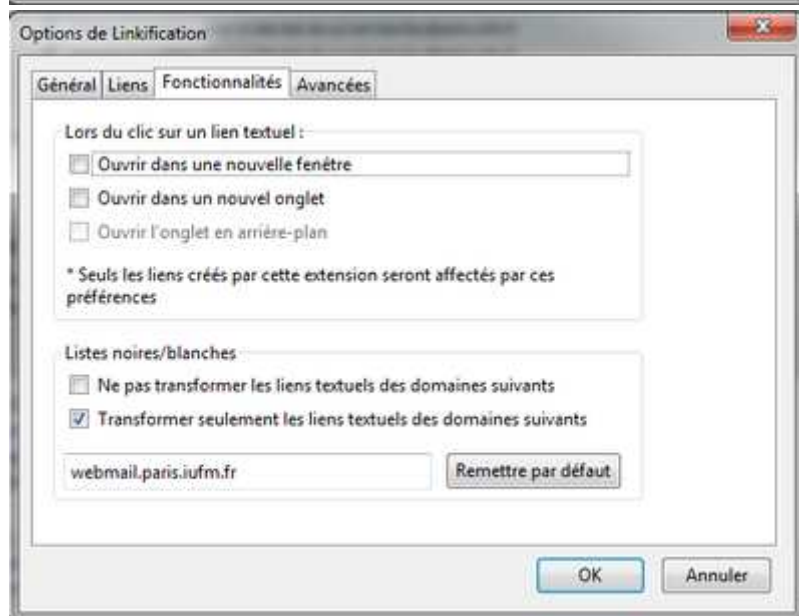 Options de Linkification
Général Liens Fonctionnalités Avancées
Lors du clic sur un lien textuel :
Ouvrir dans une nouvelle fenêtre
Ouvrir dans un nouvel onglet
Ouvrir l'onglet en arrière-plan
* Seuls les liens créés par cette extension seront affectés par ces
préférences
Listes noires/blanches
Ne pas transformer les liens textuels des domaines suivants
Transformer seulement les liens textuels des domaines suivants
webmail.paris.iufm.fr Remettre par défaut
OK Annuler